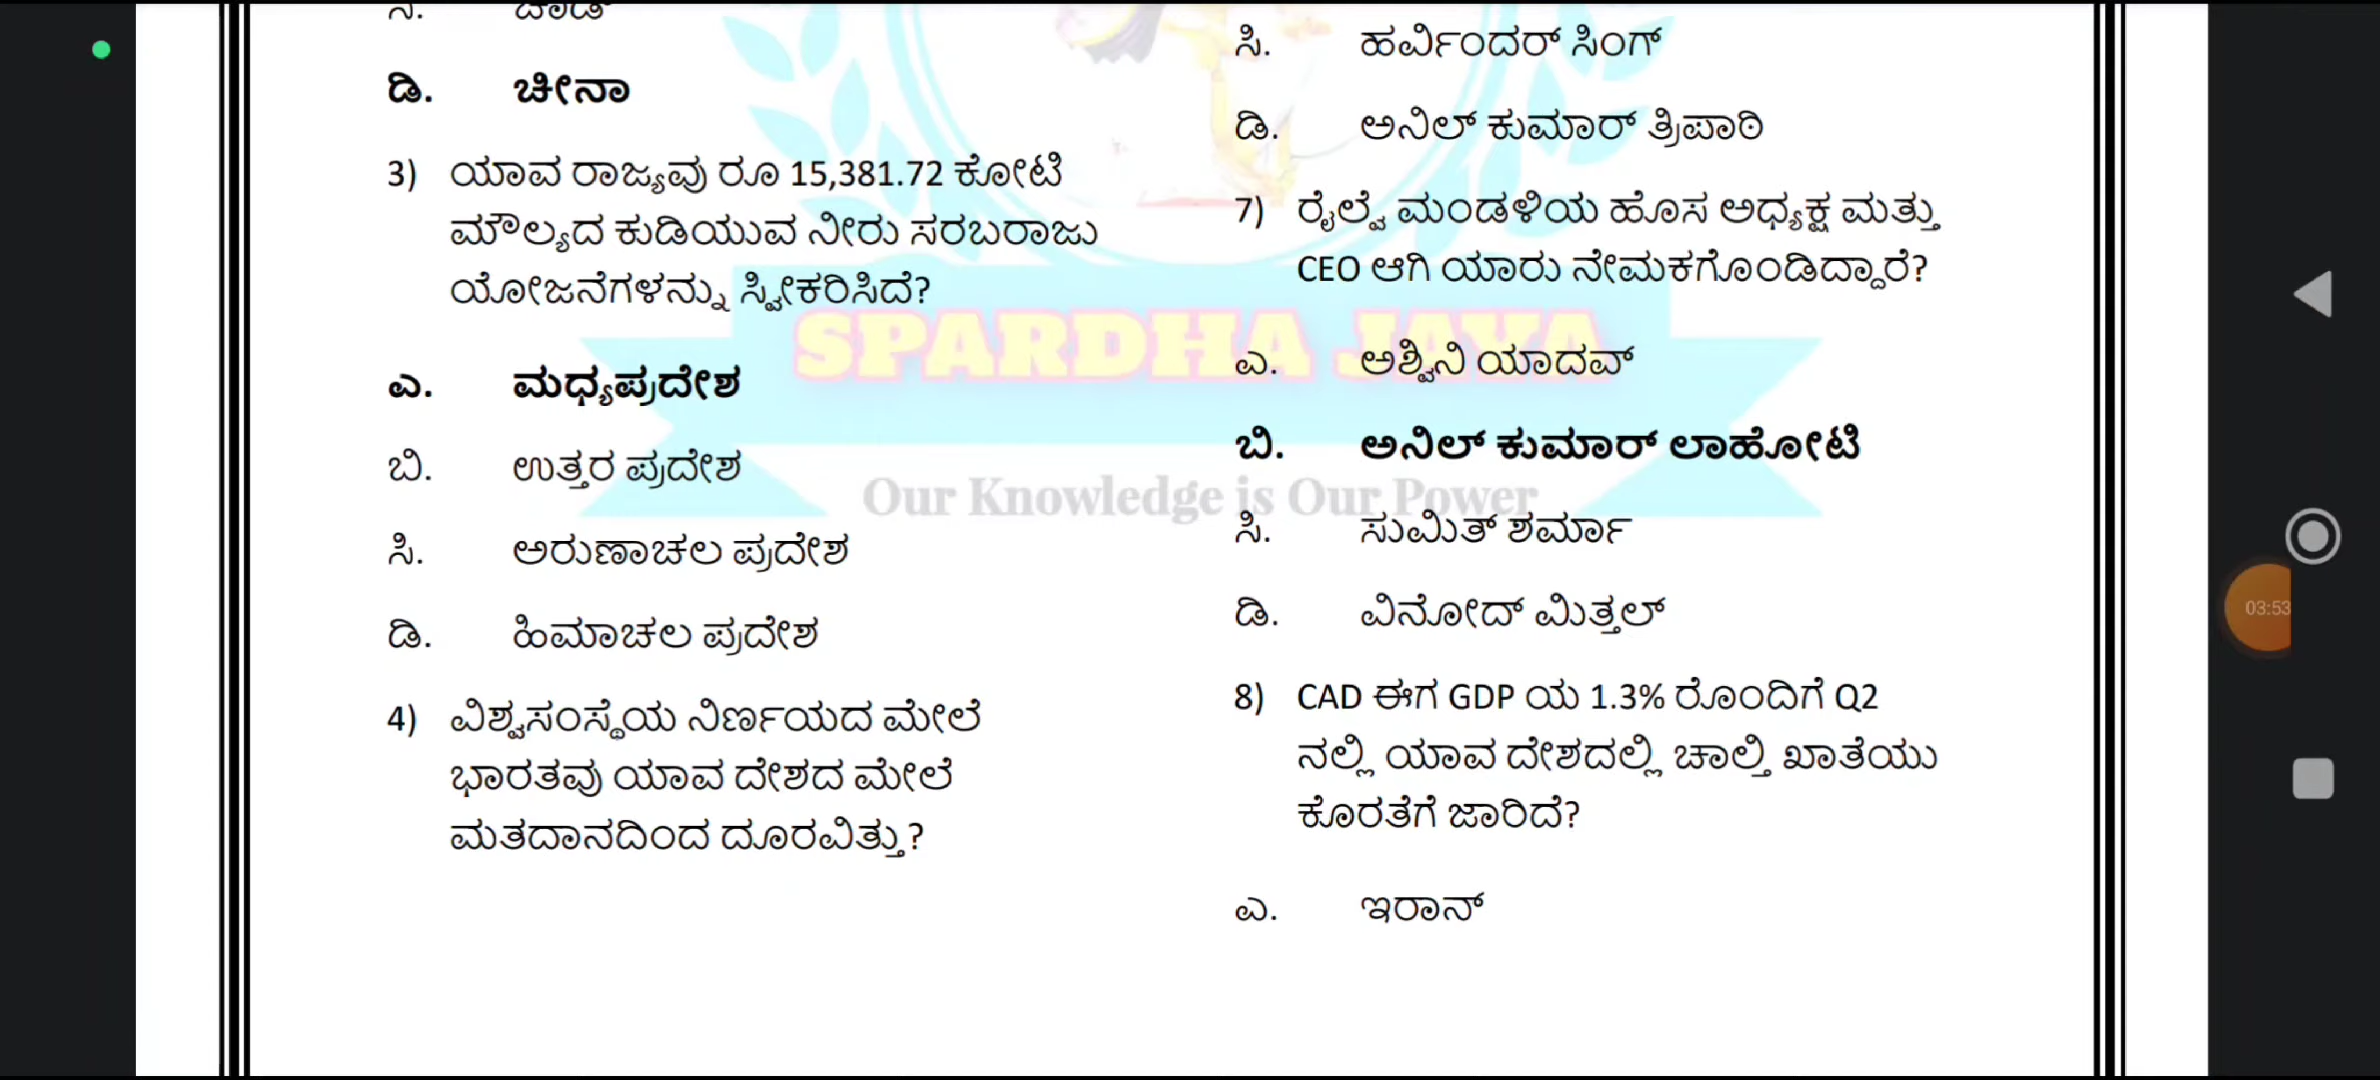 ಡಿ. ಚೀನಾ
3) ಯಾವ ರಾಜ್ಯವು ರೂ 15,381.72 ಕೋಟಿ
ಮೌಲ್ಯದ ಕುಡಿಯುವ ನೀರು ಸರಬರಾಜು
ಯೋಜನೆಗಳನ್ನು ಸ್ವೀಕರಿಸಿದೆ?
ಎ. ಮಧ್ಯಪ್ರದೇಶ
ಬಿ. ಉತ್ತರ ಪ್ರದೇಶ
ಸಿ. ಅರುಣಾಚಲ ಪ್ರದೇಶ
ಡಿ. ಹಿಮಾಚಲ ಪ್ರದೇಶ
4) ವಿಶ್ವಸಂಸ್ಥೆಯ ನಿರ್ಣಯದ ಮೇಲೆ
ಭಾರತವು ಯಾವ ದೇಶದ ಮೇಲೆ
ಮತದಾನದಿಂದ ದೂರವಿತ್ತು?
ಸಿ. ಹರ್ವಿಂದರ್ ಸಿಂಗ್
ಡಿ. ಅನಿಲ್ ಕುಮಾರ್ ತ್ರಿಪಾಠಿ
7) ರೈಲ್ವೆ ಮಂಡಳಿಯ ಹೊಸ ಅಧ್ಯಕ್ಷ ಮತ್ತು
CEO ಆಗಿ ಯಾರು ನೇಮಕಗೊಂಡಿದ್ದಾರೆ?
ಎ. ಅಶ್ವಿನಿ ಯಾದವ್
ಬಿ. ಅನಿಲ್ ಕುಮಾರ್ ಲಾಹೋಟಿ
ಸಿ. ಸುಮಿತ್ ಶರ್ಮಾ
ಡಿ. ವಿನೋದ್ ಮಿತ್ತಲ್
8) CAD ಈಗ GDP ಯ 1.3% ರೊಂದಿಗೆ Q2
ನಲ್ಲಿ ಯಾವ ದೇಶದಲ್ಲಿ ಚಾಲ್ತಿ ಖಾತೆಯು
ಕೊರತೆಗೆ ಜಾರಿದೆ?
ಎ. ಇರಾನ್
SPARDHA JAYA
Our Knowledge is Our Power
03:53